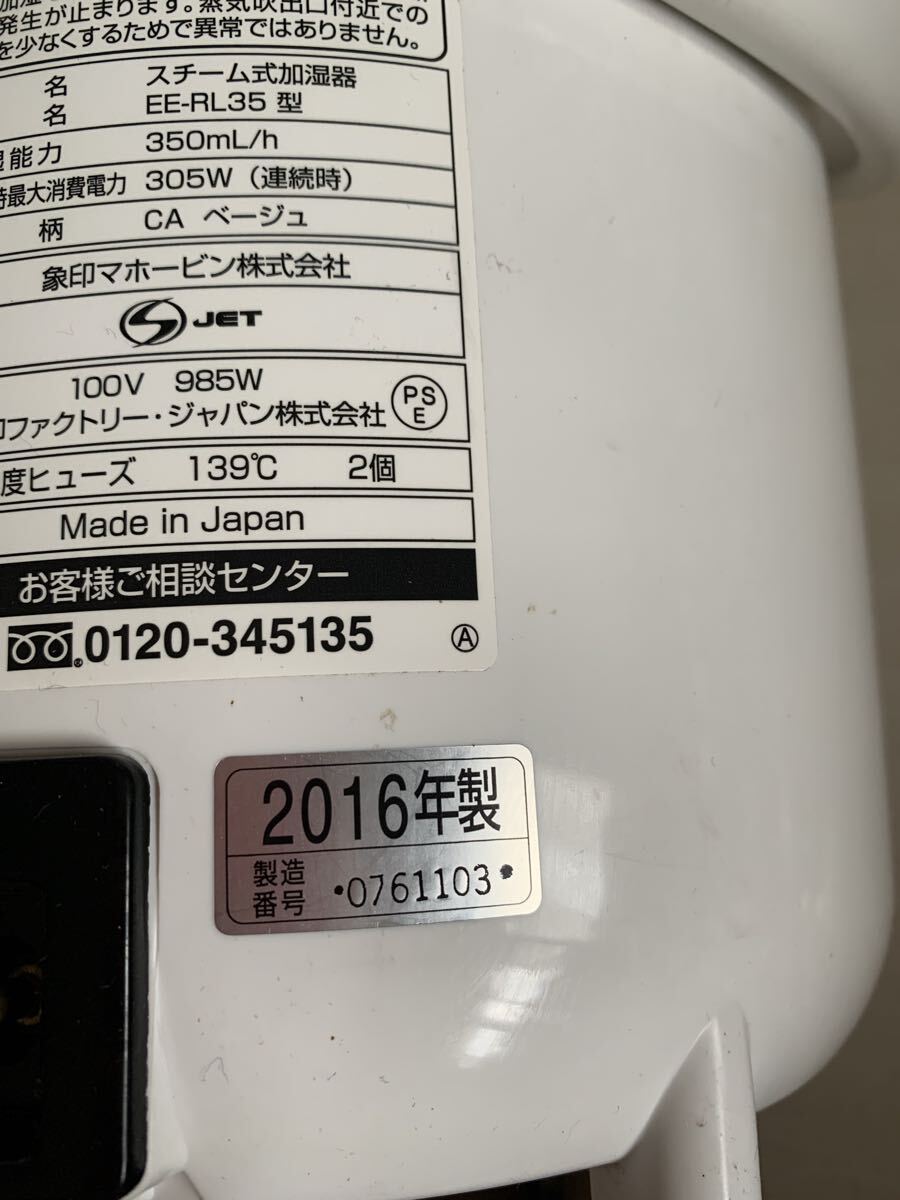 発生が止まります。蒸気吹出口付近での
を少なくするためで異常ではありません。
名 スチーム式加湿器
名 EE-RL35 型
能力 350mL/h
時最大消費電力 305W（連続時）
柄 CA ベージュ
象印マホービン株式会社
S JET
100V 985W
ファクトリー・ジャパン株式会社
PS
E
度ヒューズ 139℃ 2個
Made in Japan
お客様ご相談センター
0120-345135 Ⓐ
2016年製
製造
番号 •0761103•